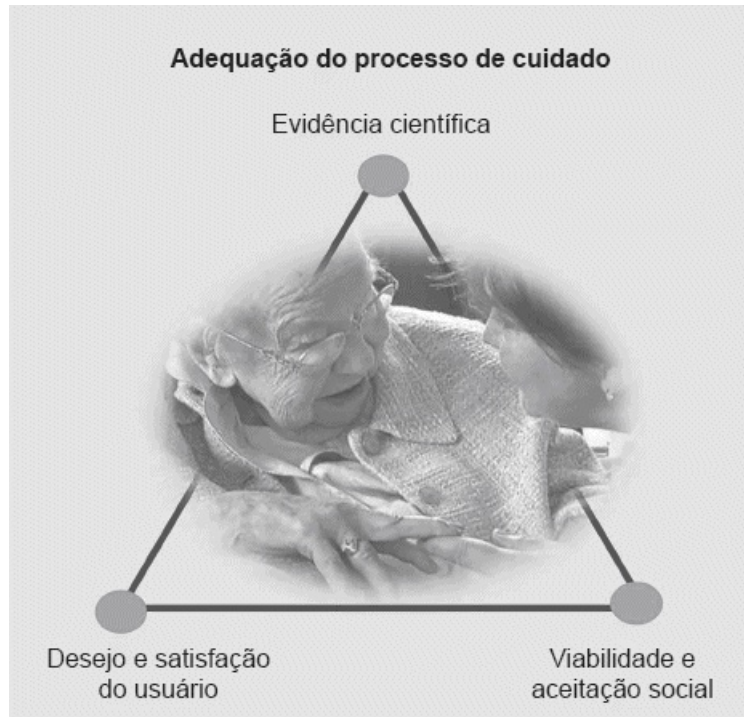 Adequação do processo de cuidado
Evidência científica
Desejo e satisfação
do usuário
Viabilidade e
aceitação social